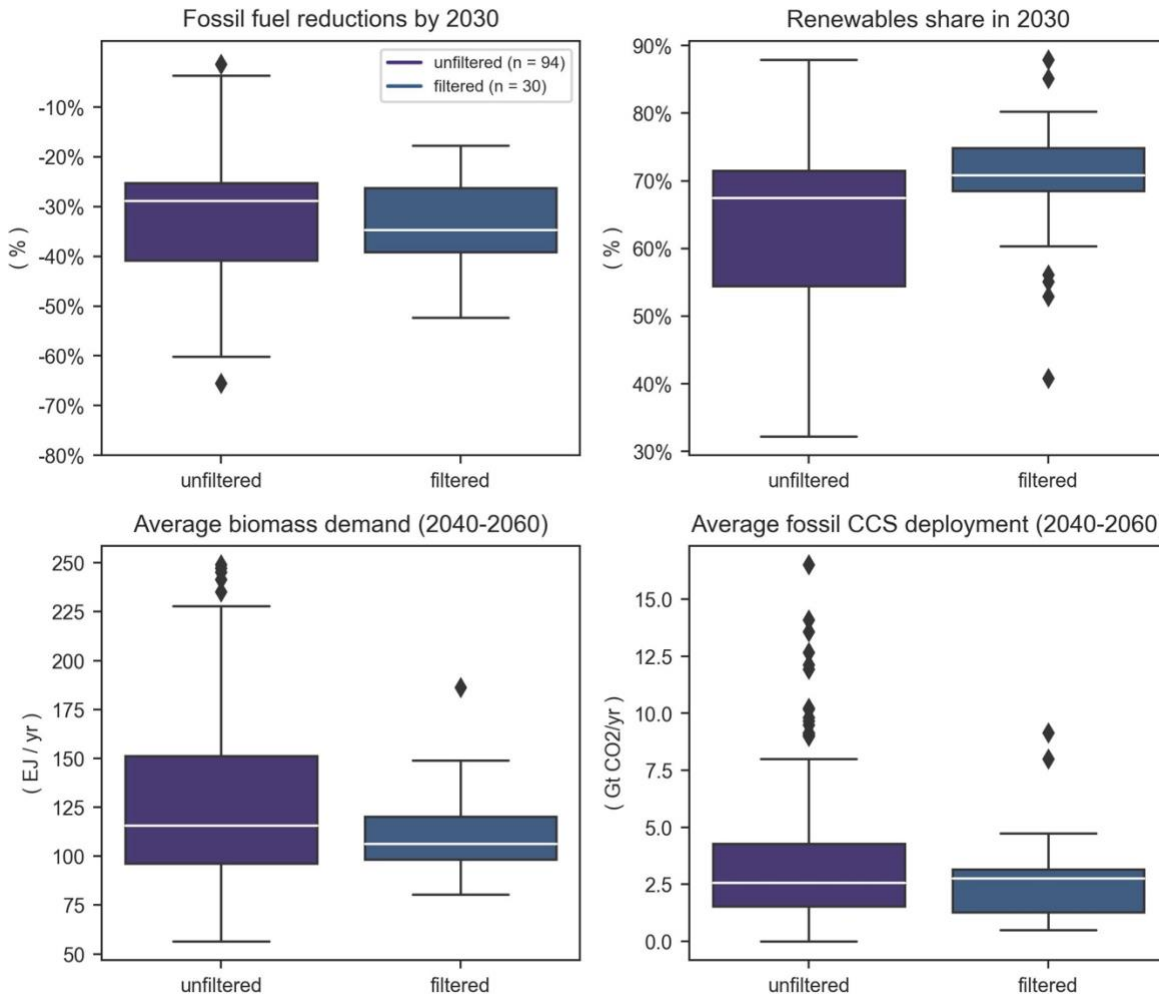 Fossil fuel reductions by 2030
unfiltered (n = 94)
filtered (n = 30)
( % )
-10%
-20%
-30%
-40%
-50%
-60%
-70%
-80%
unfiltered
filtered
Renewables share in 2030
( % )
90%
80%
70%
60%
50%
40%
30%
unfiltered
filtered
Average biomass demand (2040-2060)
( EJ / yr )
250
225
200
175
150
125
100
75
50
unfiltered
filtered
Average fossil CCS deployment (2040-2060
( Gt CO2/yr )
15.0
12.5
10.0
7.5
5.0
2.5
0.0
unfiltered
filtered